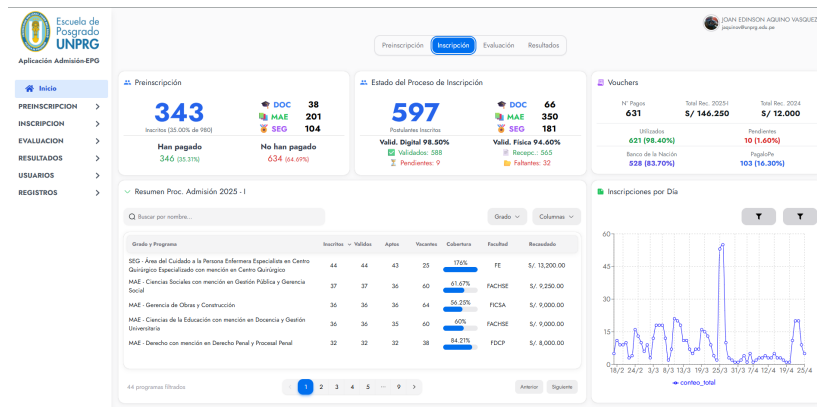 Escuela de
Posgrado
UNPRG
Aplicación Admisión-EPG
Inicio
PREINSCRIPCION
INSCRIPCION
EVALUACION
RESULTADOS
USUARIOS
REGISTROS
JOAN EDINSON AQUINO VASQUEZ
jaquinov@unprg.edu.pe
Preinscripción Inscripción Evaluación Resultados
Preinscripción
343
Inscritos (35.00% de 980)
DOC 38
MAE 201
SEG 104
Han pagado
346 (35.31%)
No han pagado
634 (64.69%)
Estado del Proceso de Inscripción
597
Postulantes Inscritos
DOC 66
MAE 350
SEG 181
Valid. Digital 98.50%
Validados: 588
Pendientes: 9
Valid. Física 94.60%
Recepc.: 565
Faltantes: 32
Vouchers
N° Pagos Total Rec. 2025-I Total Rec. 2024
631 S/ 146.250 S/ 12.000
Utilizados Pendientes
621 (98.40%) 10 (1.60%)
Banco de la Nación PagaloPe
528 (83.70%) 103 (16.30%)
Resumen Proc. Admisión 2025 - I
Buscar por nombre...
Grado Columnas
Grado y Programa Inscritos Validos Aptos Vacantes Cobertura Facultad Recaudado
SEG - Área del Cuidado a la Persona Enfermera Especialista en Centro
Quirúrgico Especializado con mención en Centro Quirúrgico
44 44 43 25 176% FE S/. 13,200.00
MAE - Ciencias Sociales con mención en Gestión Pública y Gerencia
Social
37 37 36 60 61.67% FACHSE S/. 9,250.00
MAE - Gerencia de Obras y Construcción 36 36 36 64 56.25% FICSA S/. 9,000.00
MAE - Ciencias de la Educación con mención en Docencia y Gestión
Universitaria
36 36 35 60 60% FACHSE S/. 9,000.00
MAE - Derecho con mención en Derecho Penal y Procesal Penal 32 32 32 38 84.21% FDCP S/. 8,000.00
44 programas filtrados
1 2 3 4 5 ... 9
Anterior Siguiente
Inscripciones por Día
60
45
30
15
0
18/2 24/2 3/3 8/3 13/3 19/3 25/3 31/3 7/4 12/4 19/4 25/4
conteo_total